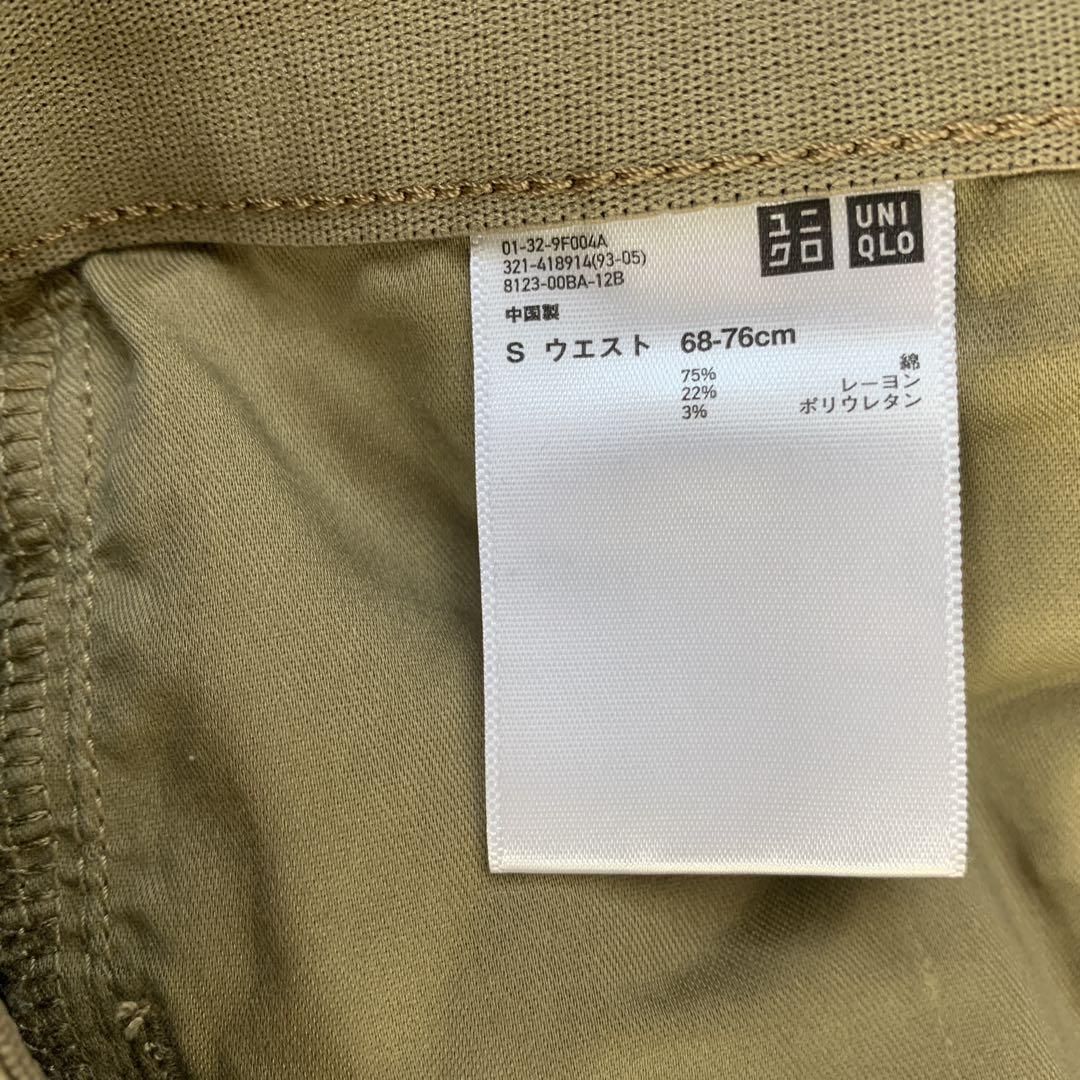 ユニ
クロ
UNI
QLO
01-32-9F004A
321-418914(93-05)
8123-00BA-12B
中国製
S ウエスト 68-76cm
75% 綿
22% レーヨン
3% ポリウレタン